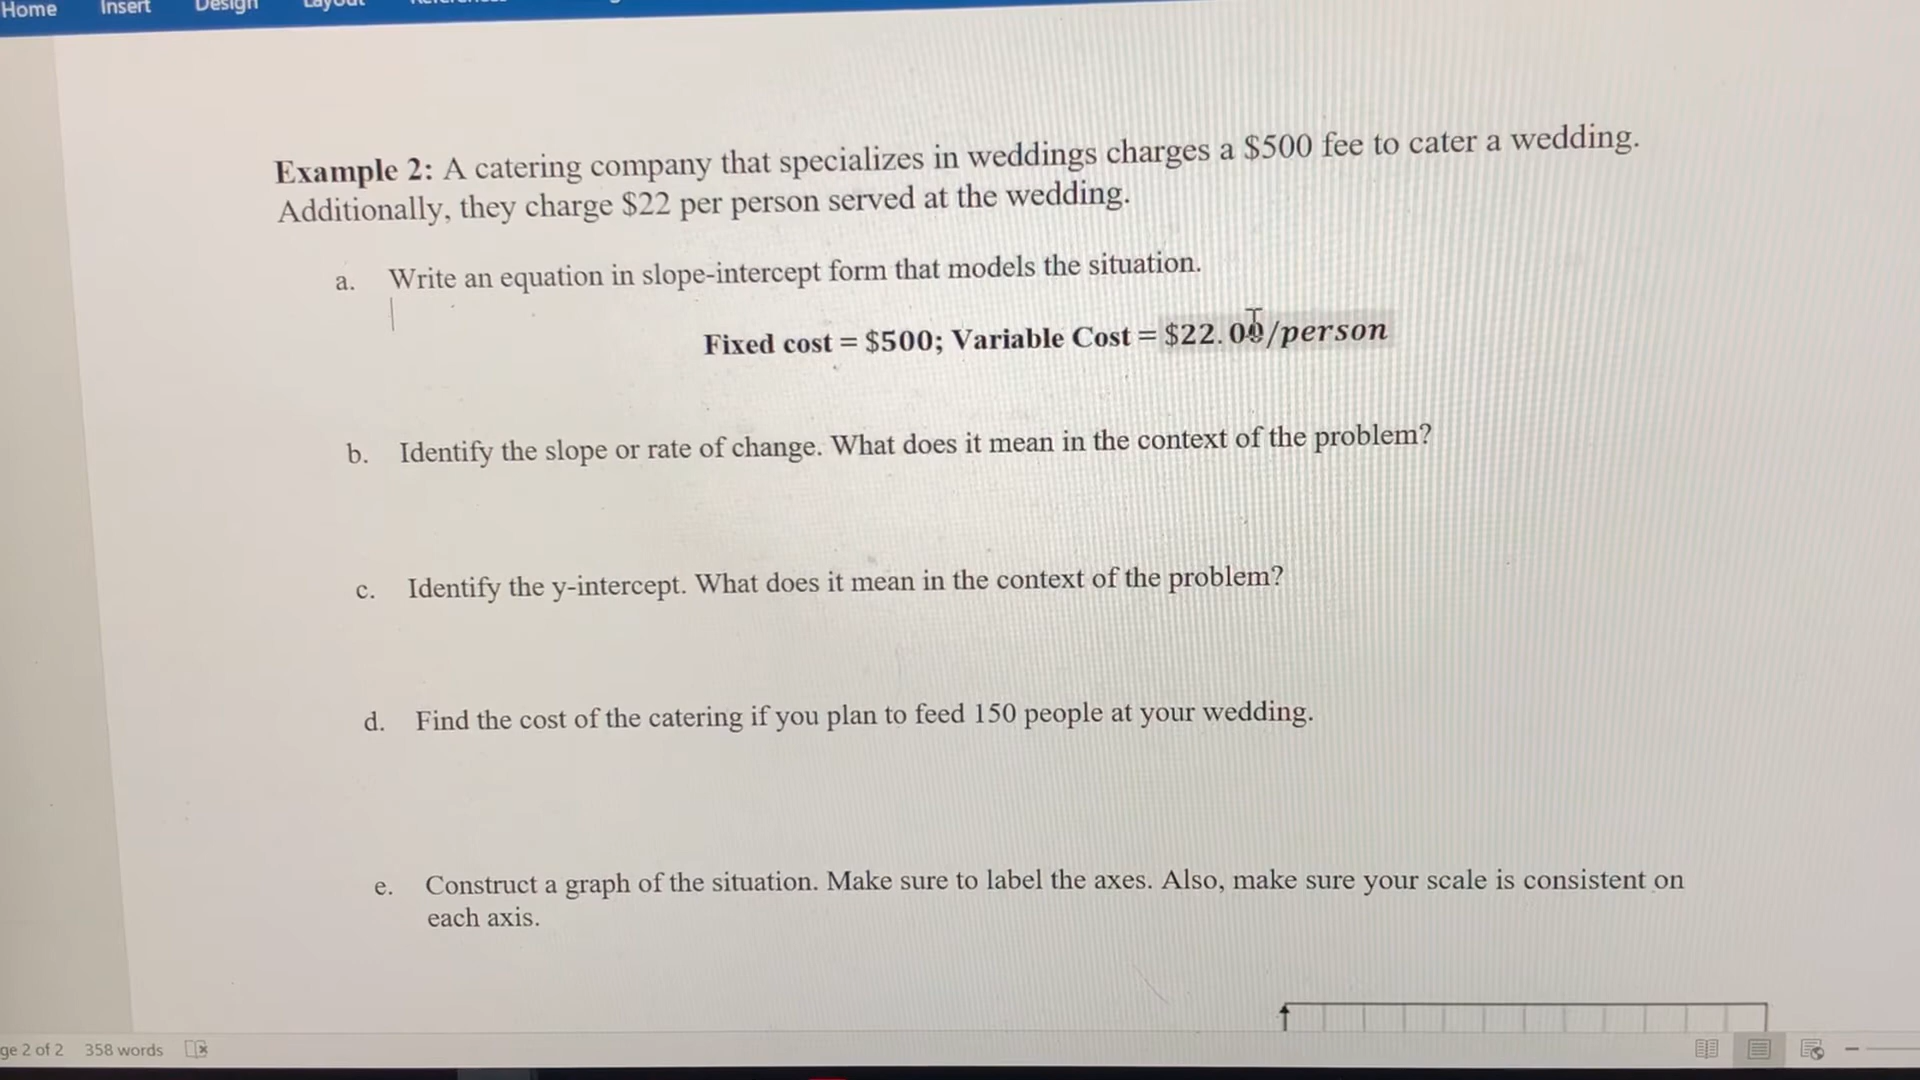 Home Insert Design Layout
Example 2: A catering company that specializes in weddings charges a $500 fee to cater a wedding.
Additionally, they charge $22 per person served at the wedding.
a. Write an equation in slope-intercept form that models the situation.
Fixed cost = $500; Variable Cost = $22.00/person
b. Identify the slope or rate of change. What does it mean in the context of the problem?
c. Identify the y-intercept. What does it mean in the context of the problem?
d. Find the cost of the catering if you plan to feed 150 people at your wedding.
e. Construct a graph of the situation. Make sure to label the axes. Also, make sure your scale is consistent on
each axis.
ge 2 of 2 358 words